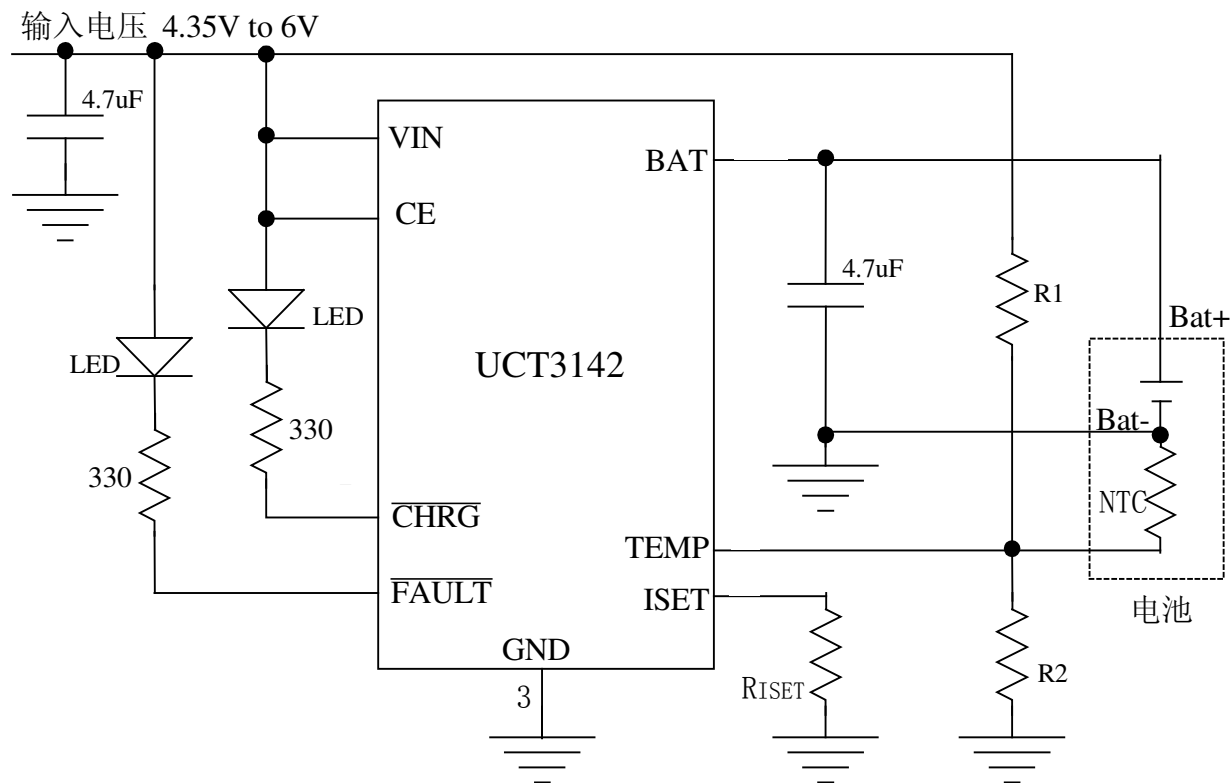 输入电压 4.35V to 6V
4.7uF
VIN
BAT
CE
4.7uF
R1
LED
Bat+
LED
UCT3142
330
Bat-
330
NTC
CHRG
TEMP
FAULT
ISET
电池
GND
3
RISET
R2